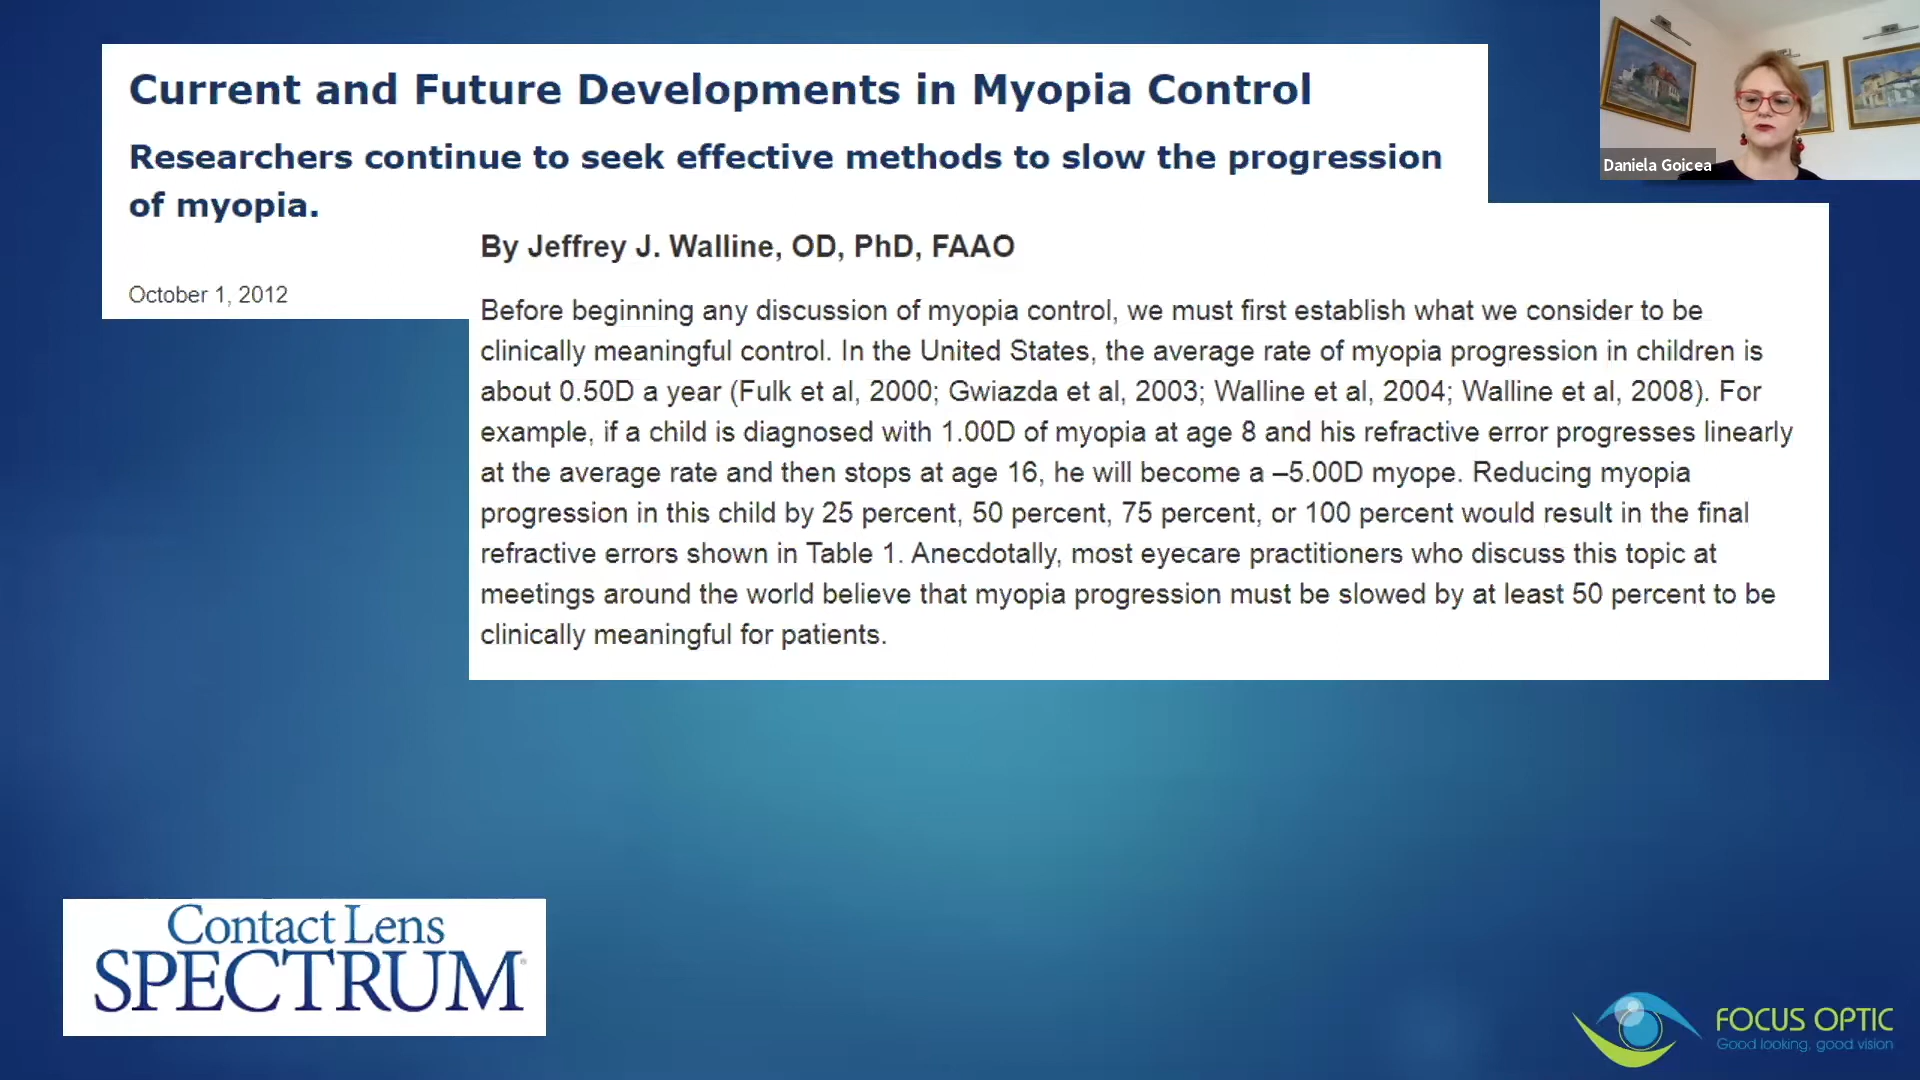 Current and Future Developments in Myopia Control
Researchers continue to seek effective methods to slow the progression
of myopia.
October 1, 2012
By Jeffrey J. Walline, OD, PhD, FAAO
Before beginning any discussion of myopia control, we must first establish what we consider to be
clinically meaningful control. In the United States, the average rate of myopia progression in children is
about 0.50D a year (Fulk et al, 2000; Gwiazda et al, 2003; Walline et al, 2004; Walline et al, 2008). For
example, if a child is diagnosed with 1.00D of myopia at age 8 and his refractive error progresses linearly
at the average rate and then stops at age 16, he will become a –5.00D myope. Reducing myopia
progression in this child by 25 percent, 50 percent, 75 percent, or 100 percent would result in the final
refractive errors shown in Table 1. Anecdotally, most eyecare practitioners who discuss this topic at
meetings around the world believe that myopia progression must be slowed by at least 50 percent to be
clinically meaningful for patients.
Daniela Goicea
Contact Lens
SPECTRUM®
FOCUS OPTIC
Good looking, good vision